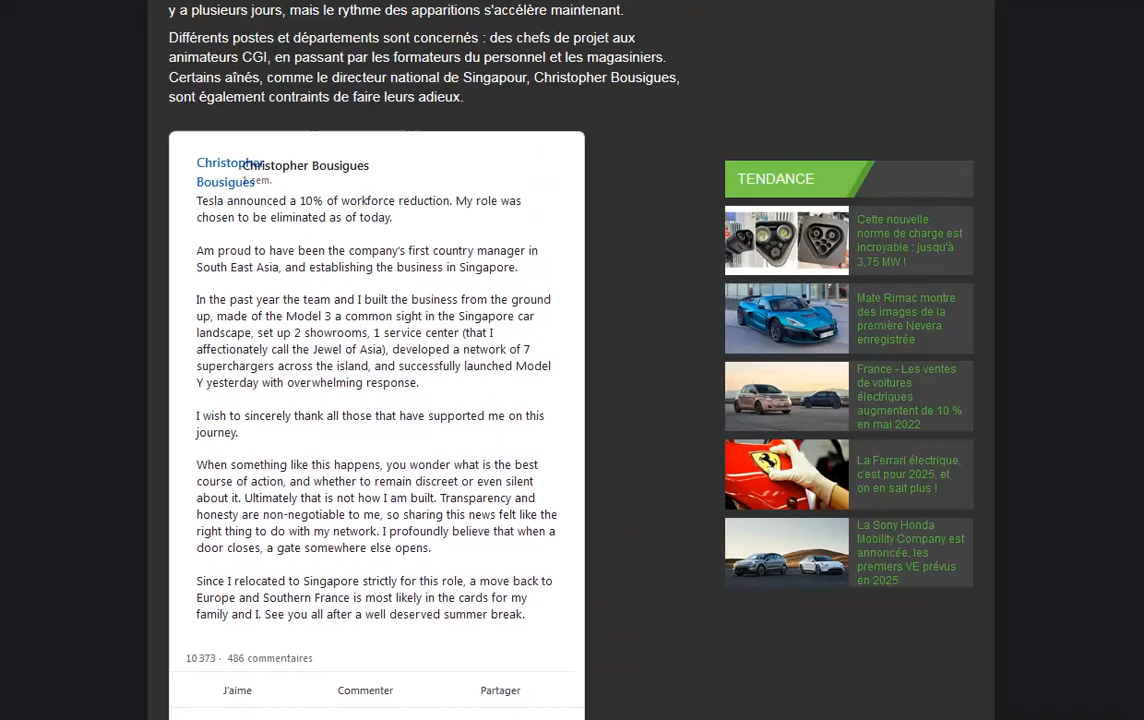 y a plusieurs jours, mais le rythme des apparitions s'accélère maintenant.
Différents postes et départements sont concernés : des chefs de projet aux
animateurs CGI, en passant par les formateurs du personnel et les magasiniers.
Certains aînés, comme le directeur national de Singapour, Christopher Bousigues,
sont également contraints de faire leurs adieux.
Christopher
Bousigues
Christopher Bousigues
1 sem.
Tesla announced a 10% of workforce reduction. My role was
chosen to be eliminated as of today.
Am proud to have been the company's first country manager in
South East Asia, and establishing the business in Singapore.
In the past year the team and I built the business from the ground
up, made of the Model 3 a common sight in the Singapore car
landscape, set up 2 showrooms, 1 service center (that I
affectionately call the Jewel of Asia), developed a network of 7
superchargers across the island, and successfully launched Model
Y yesterday with overwhelming response.
I wish to sincerely thank all those that have supported me on this
journey.
When something like this happens, you wonder what is the best
course of action, and whether to remain discreet or even silent
about it. Ultimately that is not how I am built. Transparency and
honesty are non-negotiable to me, so sharing this news felt like the
right thing to do with my network. I profoundly believe that when a
door closes, a gate somewhere else opens.
Since I relocated to Singapore strictly for this role, a move back to
Europe and Southern France is most likely in the cards for my
family and I. See you all after a well deserved summer break.
10 373 · 486 commentaires
J'aime
Commenter
Partager
TENDANCE
Cette nouvelle
norme de charge est
incroyable : jusqu'à
3,75 MW !
Mate Rimac montre
des images de la
première Nevera
enregistrée
France - Les ventes
de voitures
électriques
augmentent de 10 %
en mai 2022
La Ferrari électrique,
c'est pour 2025, et
on en sait plus !
La Sony Honda
Mobility Company est
annoncée, les
premiers VE prévus
en 2025